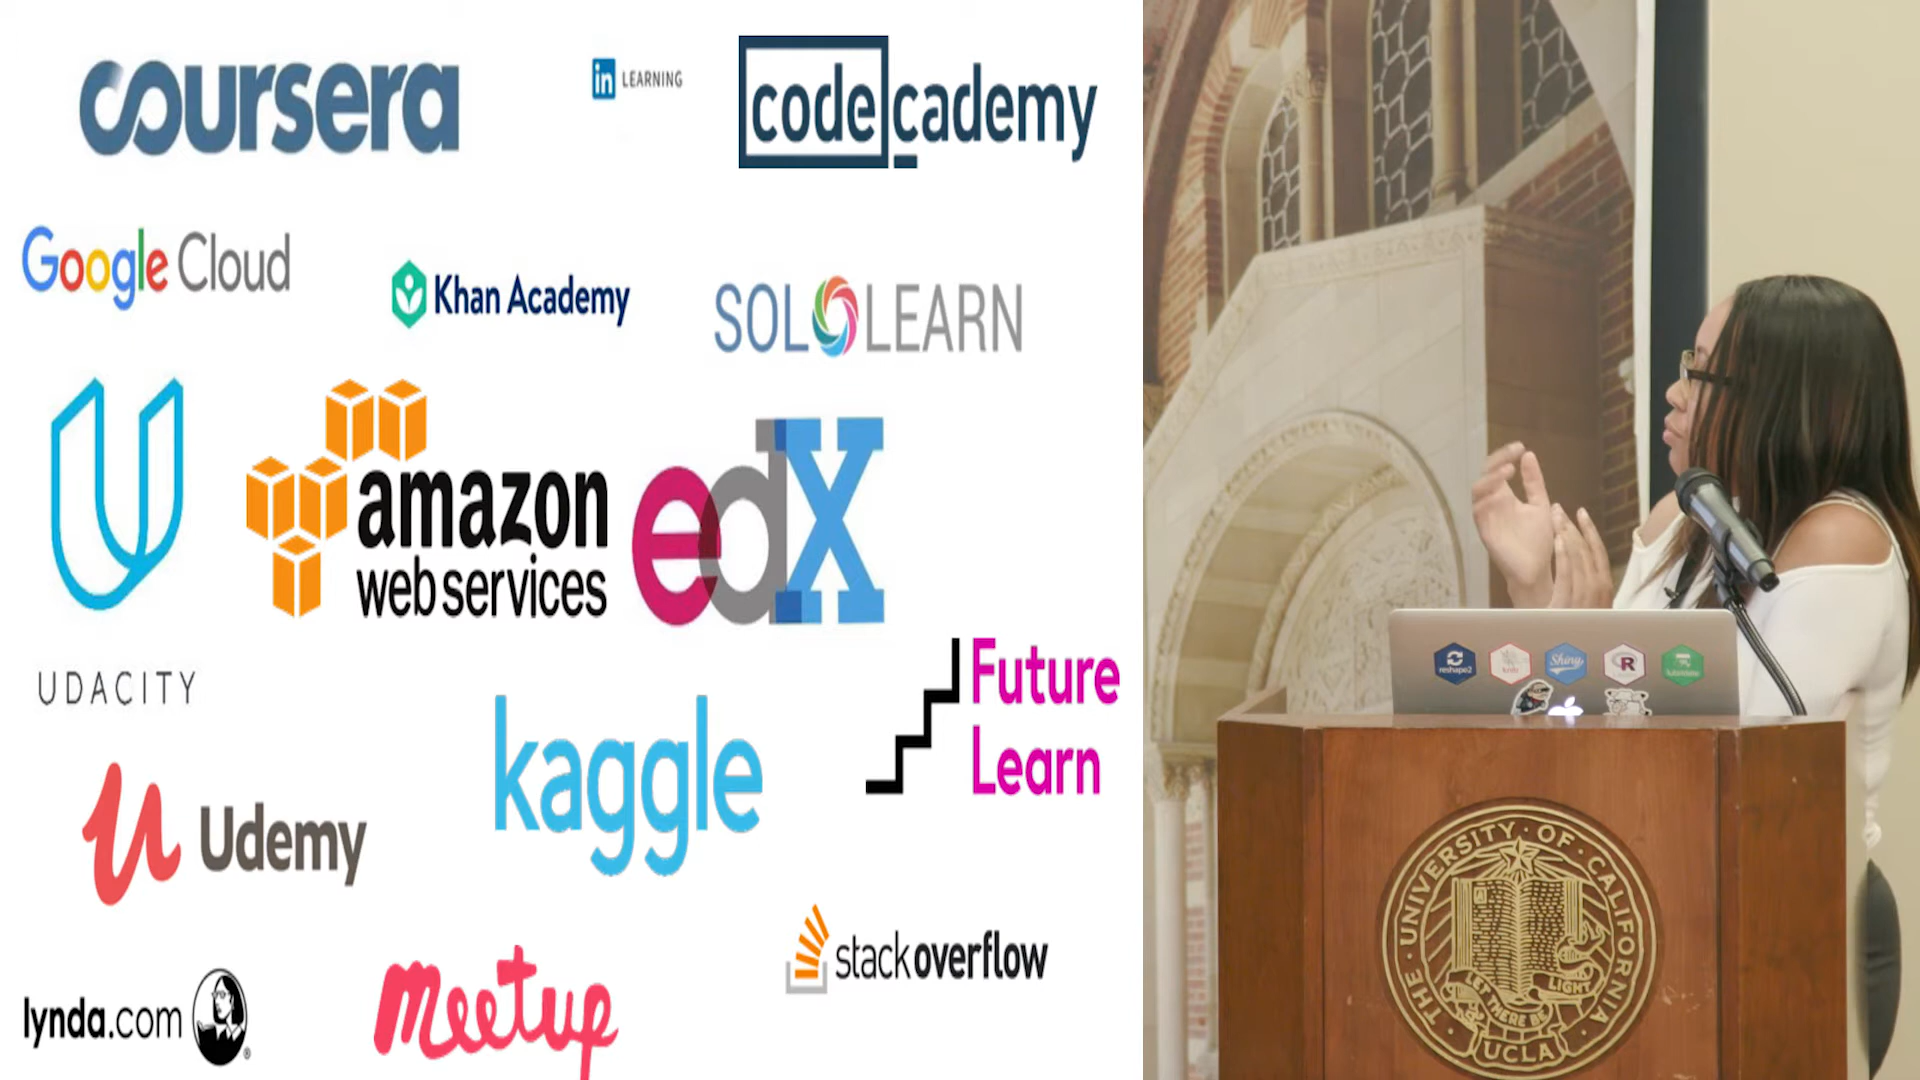 coursera
in LEARNING
codecademy
Google Cloud
Khan Academy
SOLOLEARN
UDACITY
amazon
web services
edX
Future
Learn
kaggle
Udemy
stackoverflow
lynda.com
®
Meetup
reshape2
Shiny
R
THE · UNIVERSITY · OF · CALIFORNIA ·
LET THERE BE
LIGHT
UCLA